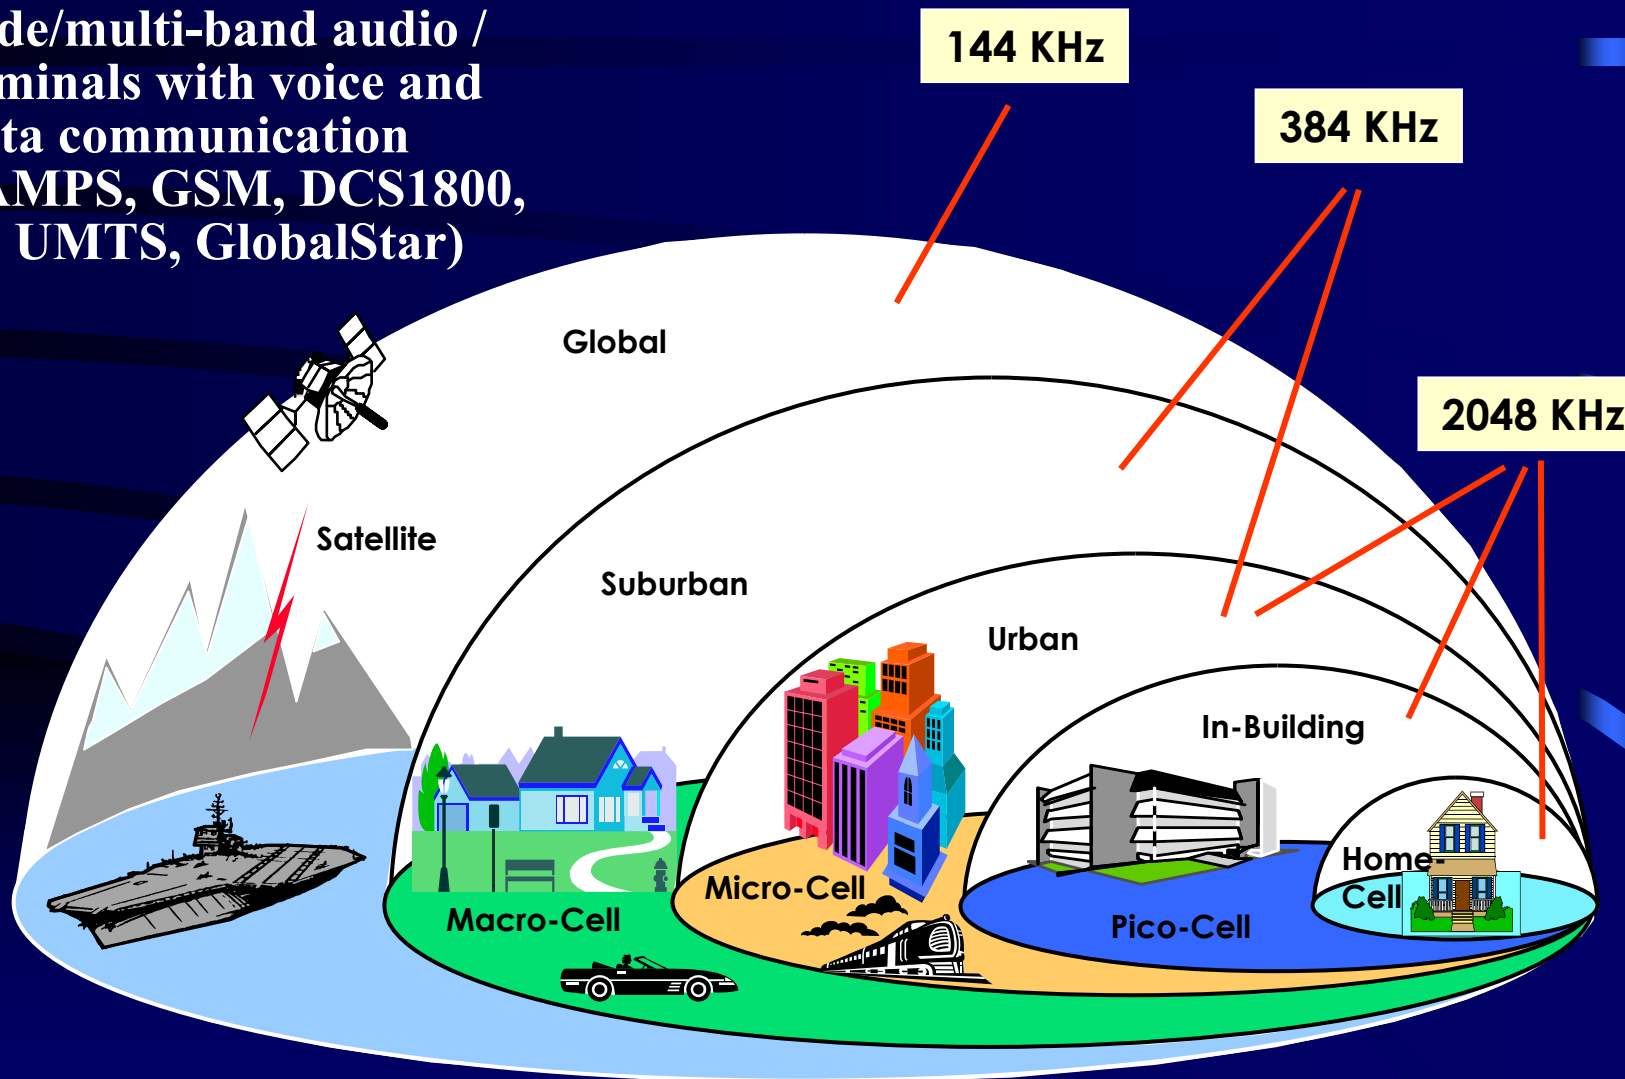 de/multi-band audio /
minals with voice and
ta communication
AMPS, GSM, DCS1800,
UMTS, GlobalStar)
144 KHz
384 KHz
2048 KHz
Global
Satellite
Suburban
Urban
In-Building
Home-
Cell
Micro-Cell
Macro-Cell
Pico-Cell